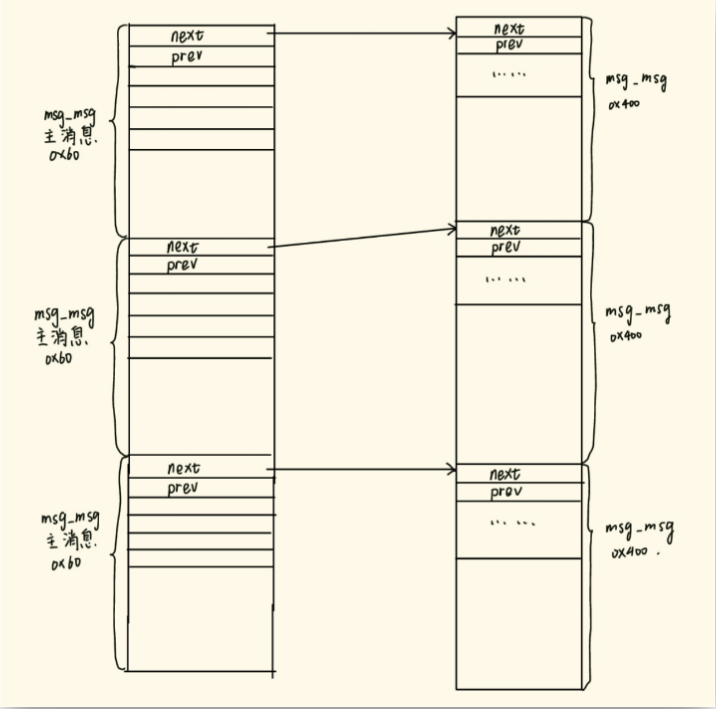 next
prev
msg_msg
主消息
0x60
next
prev
... ...
msg_msg
0x400
next
prev
msg_msg
主消息
0x60
next
prev
... ...
msg_msg
0x400
next
prev
msg_msg
主消息
0x60
next
prev
... ...
msg_msg
0x400.